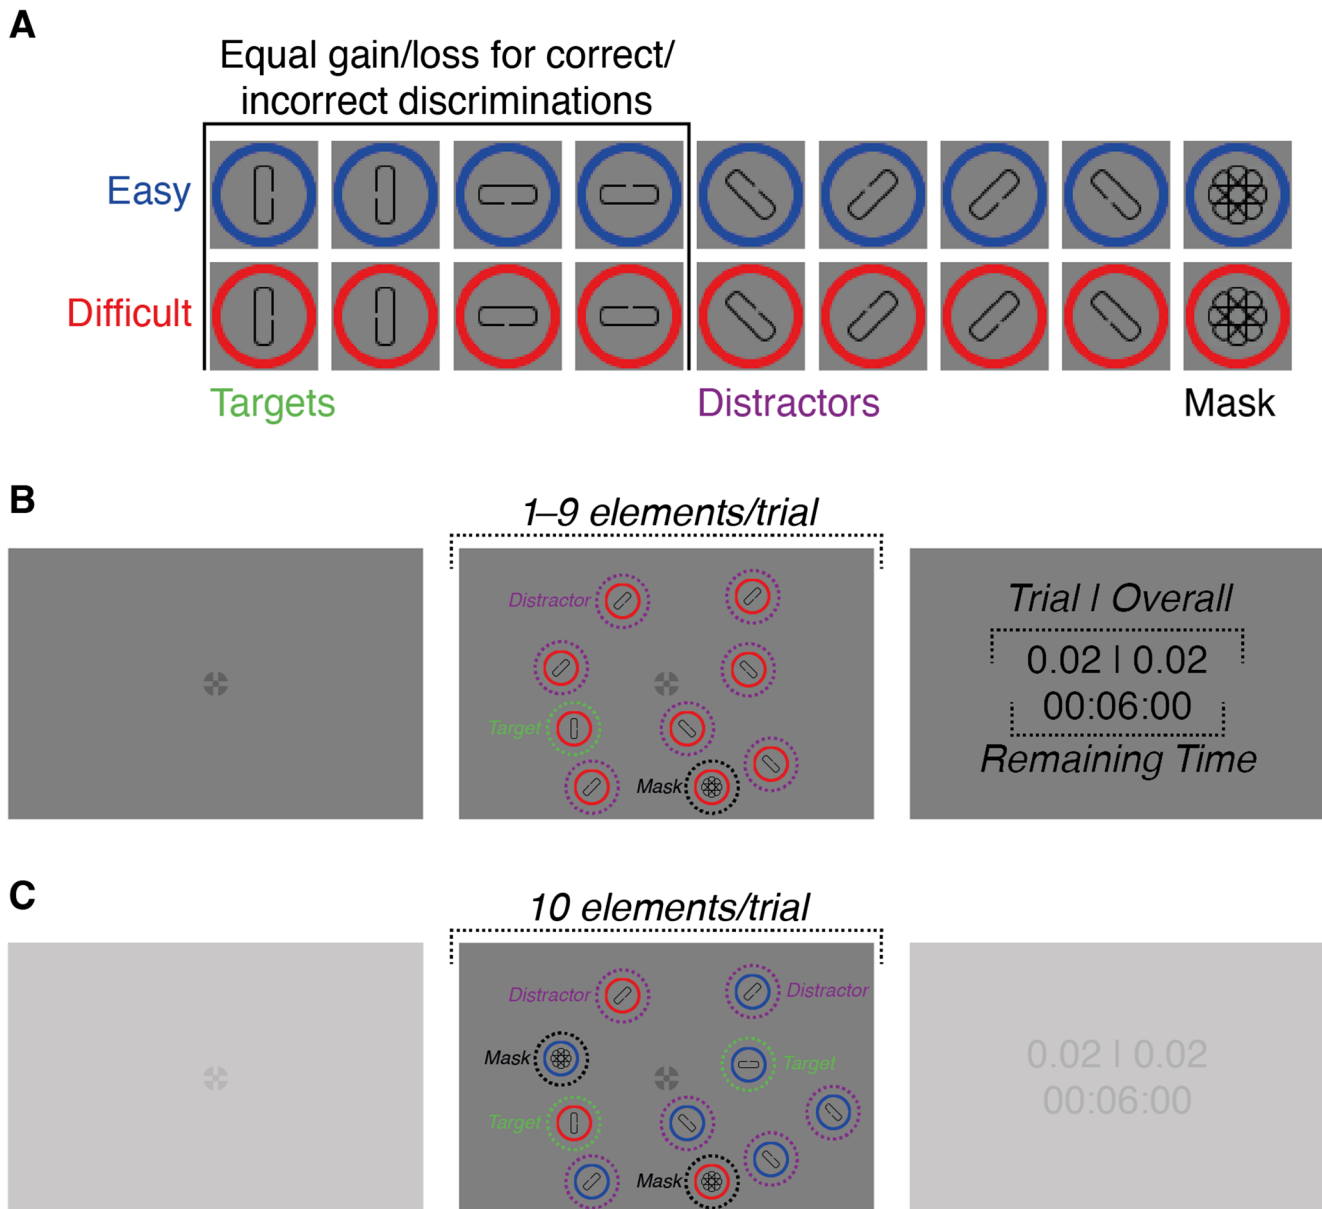 A
Equal gain/loss for correct/
incorrect discriminations
Easy
Difficult
Targets
Distractors
Mask
B
1–9 elements/trial
Distractor
Target
Mask
Trial | Overall
0.02 | 0.02
00:06:00
Remaining Time
C
10 elements/trial
Distractor
Distractor
Mask
Target
Target
Mask
0.02 | 0.02
00:06:00